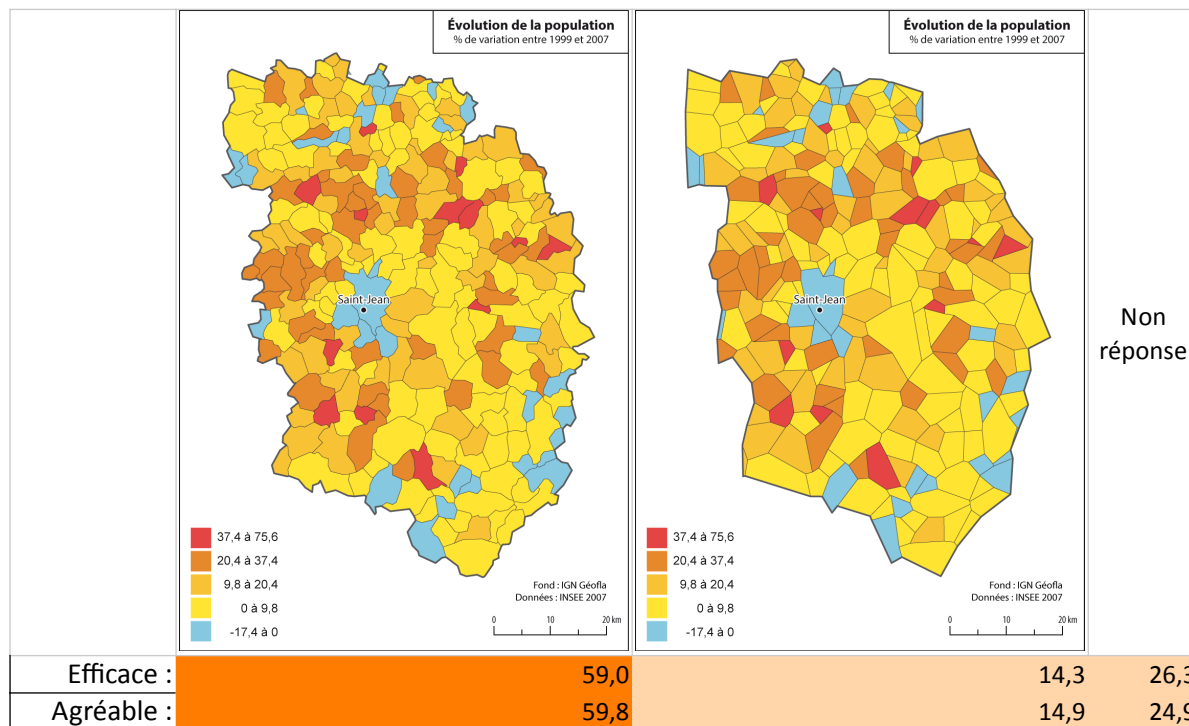 Évolution de la population
% de variation entre 1999 et 2007
Saint-Jean
37,4 à 75,6
20,4 à 37,4
9,8 à 20,4
0 à 9,8
-17,4 à 0
Fond : IGN Géofla
Données : INSEE 2007
0 10 20 km
Évolution de la population
% de variation entre 1999 et 2007
Saint-Jean
37,4 à 75,6
20,4 à 37,4
9,8 à 20,4
0 à 9,8
-17,4 à 0
Fond : IGN Géofla
Données : INSEE 2007
0 10 20 km
Non
réponse
Efficace : 59,0 14,3 26,3
Agréable : 59,8 14,9 24,9